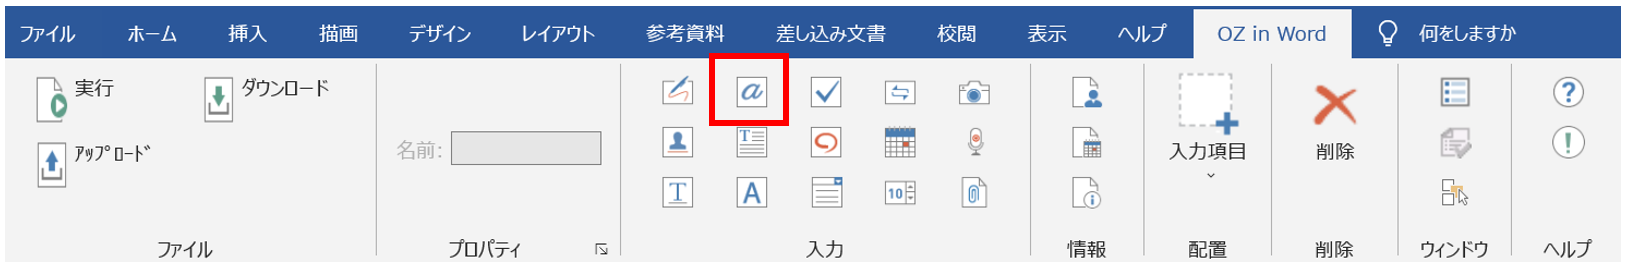 ファイル ホーム 挿入 描画 デザイン レイアウト 参考資料 差し込み文書 校閲 表示 ヘルプ OZ in Word 何をしますか
実行 ダウンロード
ｱｯﾌﾟﾛｰﾄﾞ
名前:
a
T
T A 10
入力項目 削除
? !
ファイル プロパティ 入力 情報 配置 削除 ウィンドウ ヘルプ